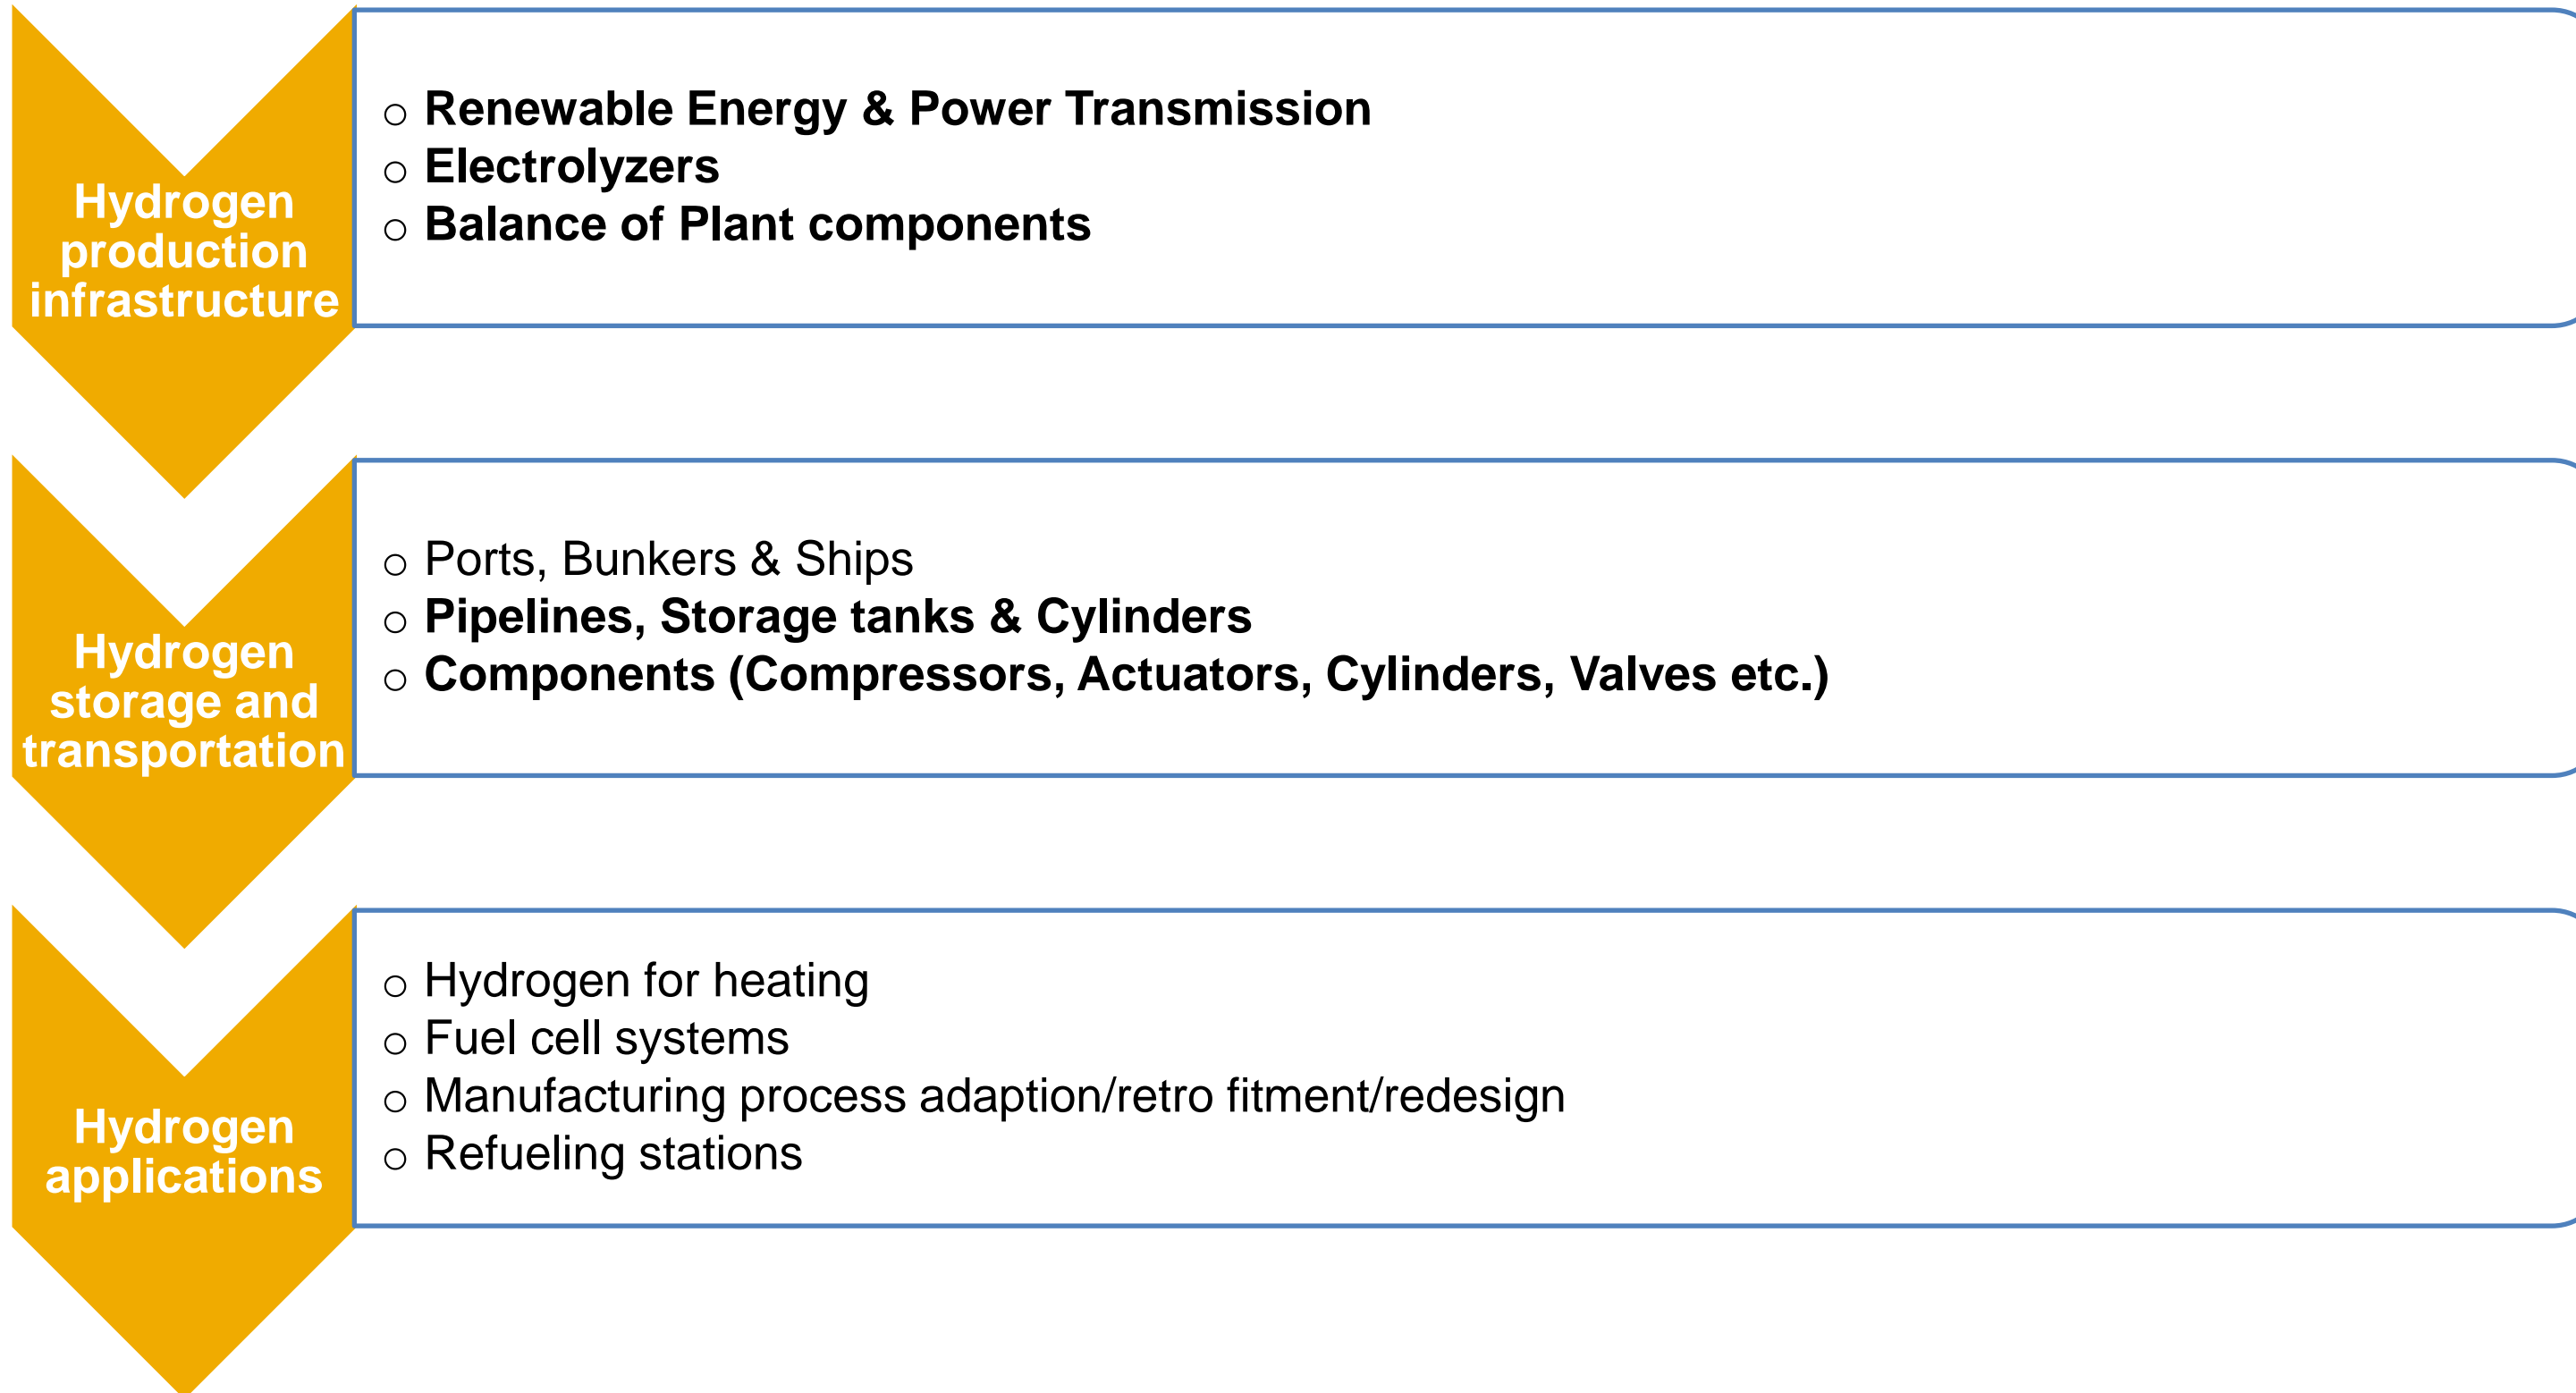 Hydrogen
production
infrastructure
○ Renewable Energy & Power Transmission
○ Electrolyzers
○ Balance of Plant components
Hydrogen
storage and
transportation
○ Ports, Bunkers & Ships
○ Pipelines, Storage tanks & Cylinders
○ Components (Compressors, Actuators, Cylinders, Valves etc.)
Hydrogen
applications
○ Hydrogen for heating
○ Fuel cell systems
○ Manufacturing process adaption/retro fitment/redesign
○ Refueling stations